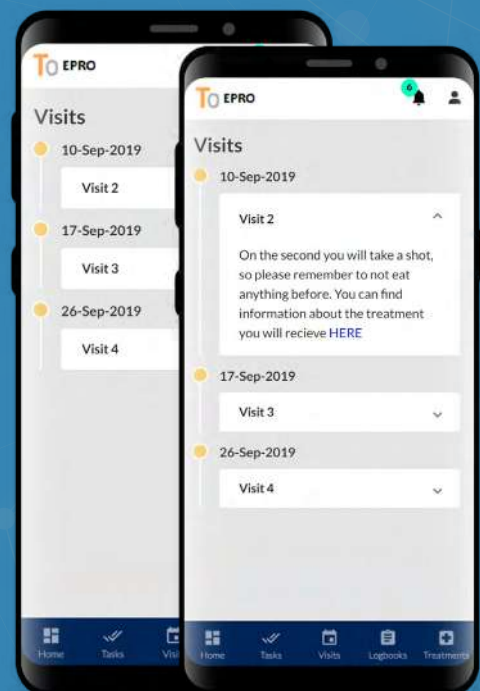 TO EPRO
Visits
10-Sep-2019
Visit 2
17-Sep-2019
Visit 3
26-Sep-2019
Visit 4
Home Tasks
TO EPRO
6
Visits
10-Sep-2019
Visit 2
On the second you will take a shot,
so please remember to not eat
anything before. You can find
information about the treatment
you will recieve HERE
17-Sep-2019
Visit 3
26-Sep-2019
Visit 4
Home Tasks Visits Logbooks Treatments